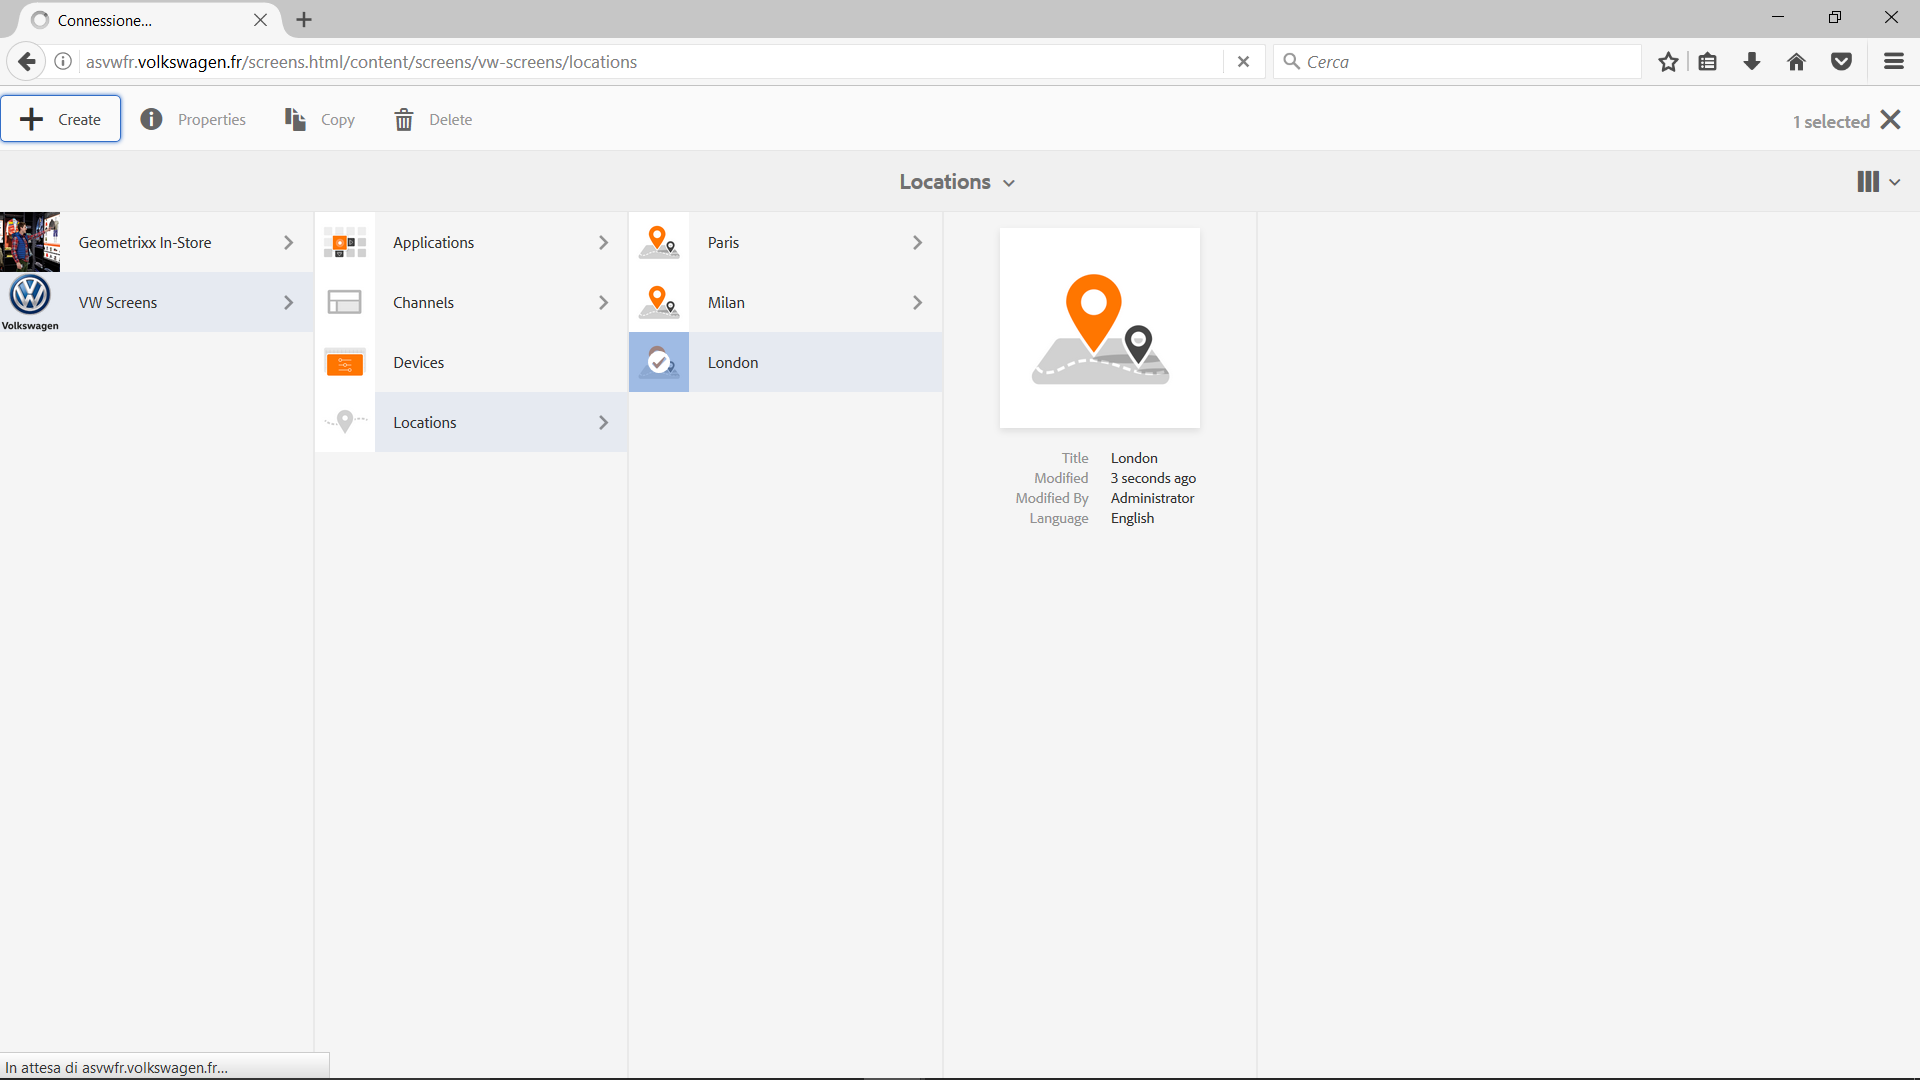 Connessione...
asvwfr.volkswagen.fr/screens.html/content/screens/vw-screens/locations
Cerca
Create
Properties
Copy
Delete
1 selected
Locations
Geometrixx In-Store
VW Screens
Volkswagen
Applications
Channels
Devices
Locations
Paris
Milan
London
Title London
Modified 3 seconds ago
Modified By Administrator
Language English
In attesa di asvwfr.volkswagen.fr...